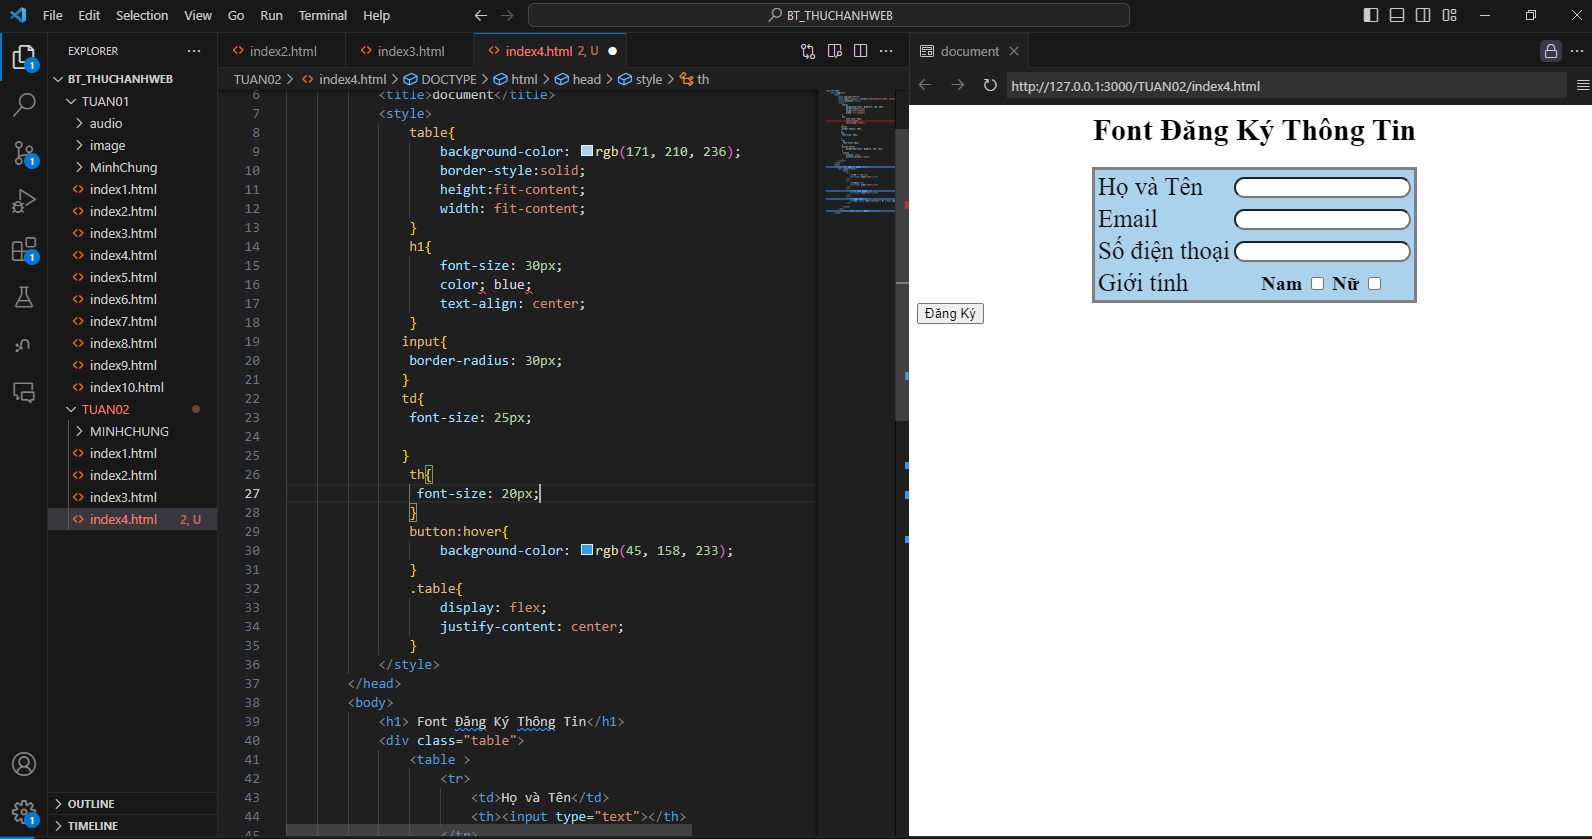 File Edit Selection View Go Run Terminal Help
BT_THUCHANHWEB
EXPLORER
BT_THUCHANHWEB
TUAN01
audio
image
MinhChung
index1.html
index2.html
index3.html
index4.html
index5.html
index6.html
index7.html
index8.html
index9.html
index10.html
TUAN02
MINHCHUNG
index1.html
index2.html
index3.html
index4.html 2, U
OUTLINE
TIMELINE
1
1
1
1
index2.html index3.html index4.html 2, U
TUAN02 > index4.html > DOCTYPE > html > head > style > th
6 <title>document</title>
7 <style>
8 table{
9 background-color: rgb(171, 210, 236);
10 border-style:solid;
11 height:fit-content;
12 width: fit-content;
13 }
14 h1{
15 font-size: 30px;
16 color; blue;
17 text-align: center;
18 }
19 input{
20 border-radius: 30px;
21 }
22 td{
23 font-size: 25px;
24
25 }
26 th{
27 font-size: 20px;
28 }
29 button:hover{
30 background-color: rgb(45, 158, 233);
31 }
32 .table{
33 display: flex;
34 justify-content: center;
35 }
36 </style>
37 </head>
38 <body>
39 <h1> Font Đăng Ký Thông Tin</h1>
40 <div class="table">
41 <table >
42 <tr>
43 <td>Họ và Tên</td>
44 <th><input type="text"></th>
45 </tr>
document
http://127.0.0.1:3000/TUAN02/index4.html
Font Đăng Ký Thông Tin
Họ và Tên
Email
Số điện thoại
Giới tính Nam Nữ
Đăng Ký